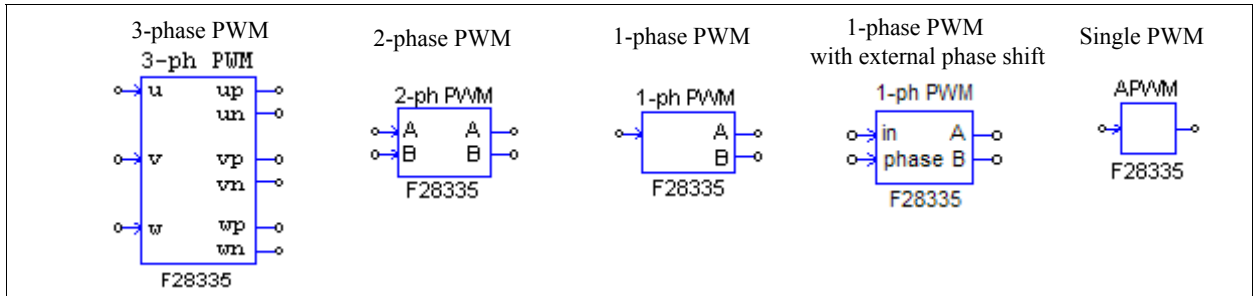 3-phase PWM
3-ph PWM
u up
un
v vp
vn
w wp
wn
F28335
2-phase PWM
2-ph PWM
A A
B B
F28335
1-phase PWM
1-ph PWM
A
B
F28335
1-phase PWM
with external phase shift
1-ph PWM
in A
phase B
F28335
Single PWM
APWM
F28335